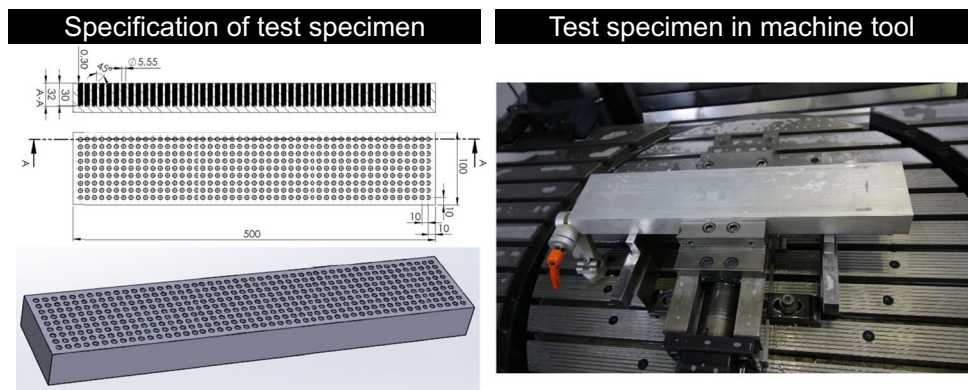 Specification of test specimen
Test specimen in machine tool
0,30
45°
∅ 5,55
A-A
32
30
A
A
100
10
10
10
500